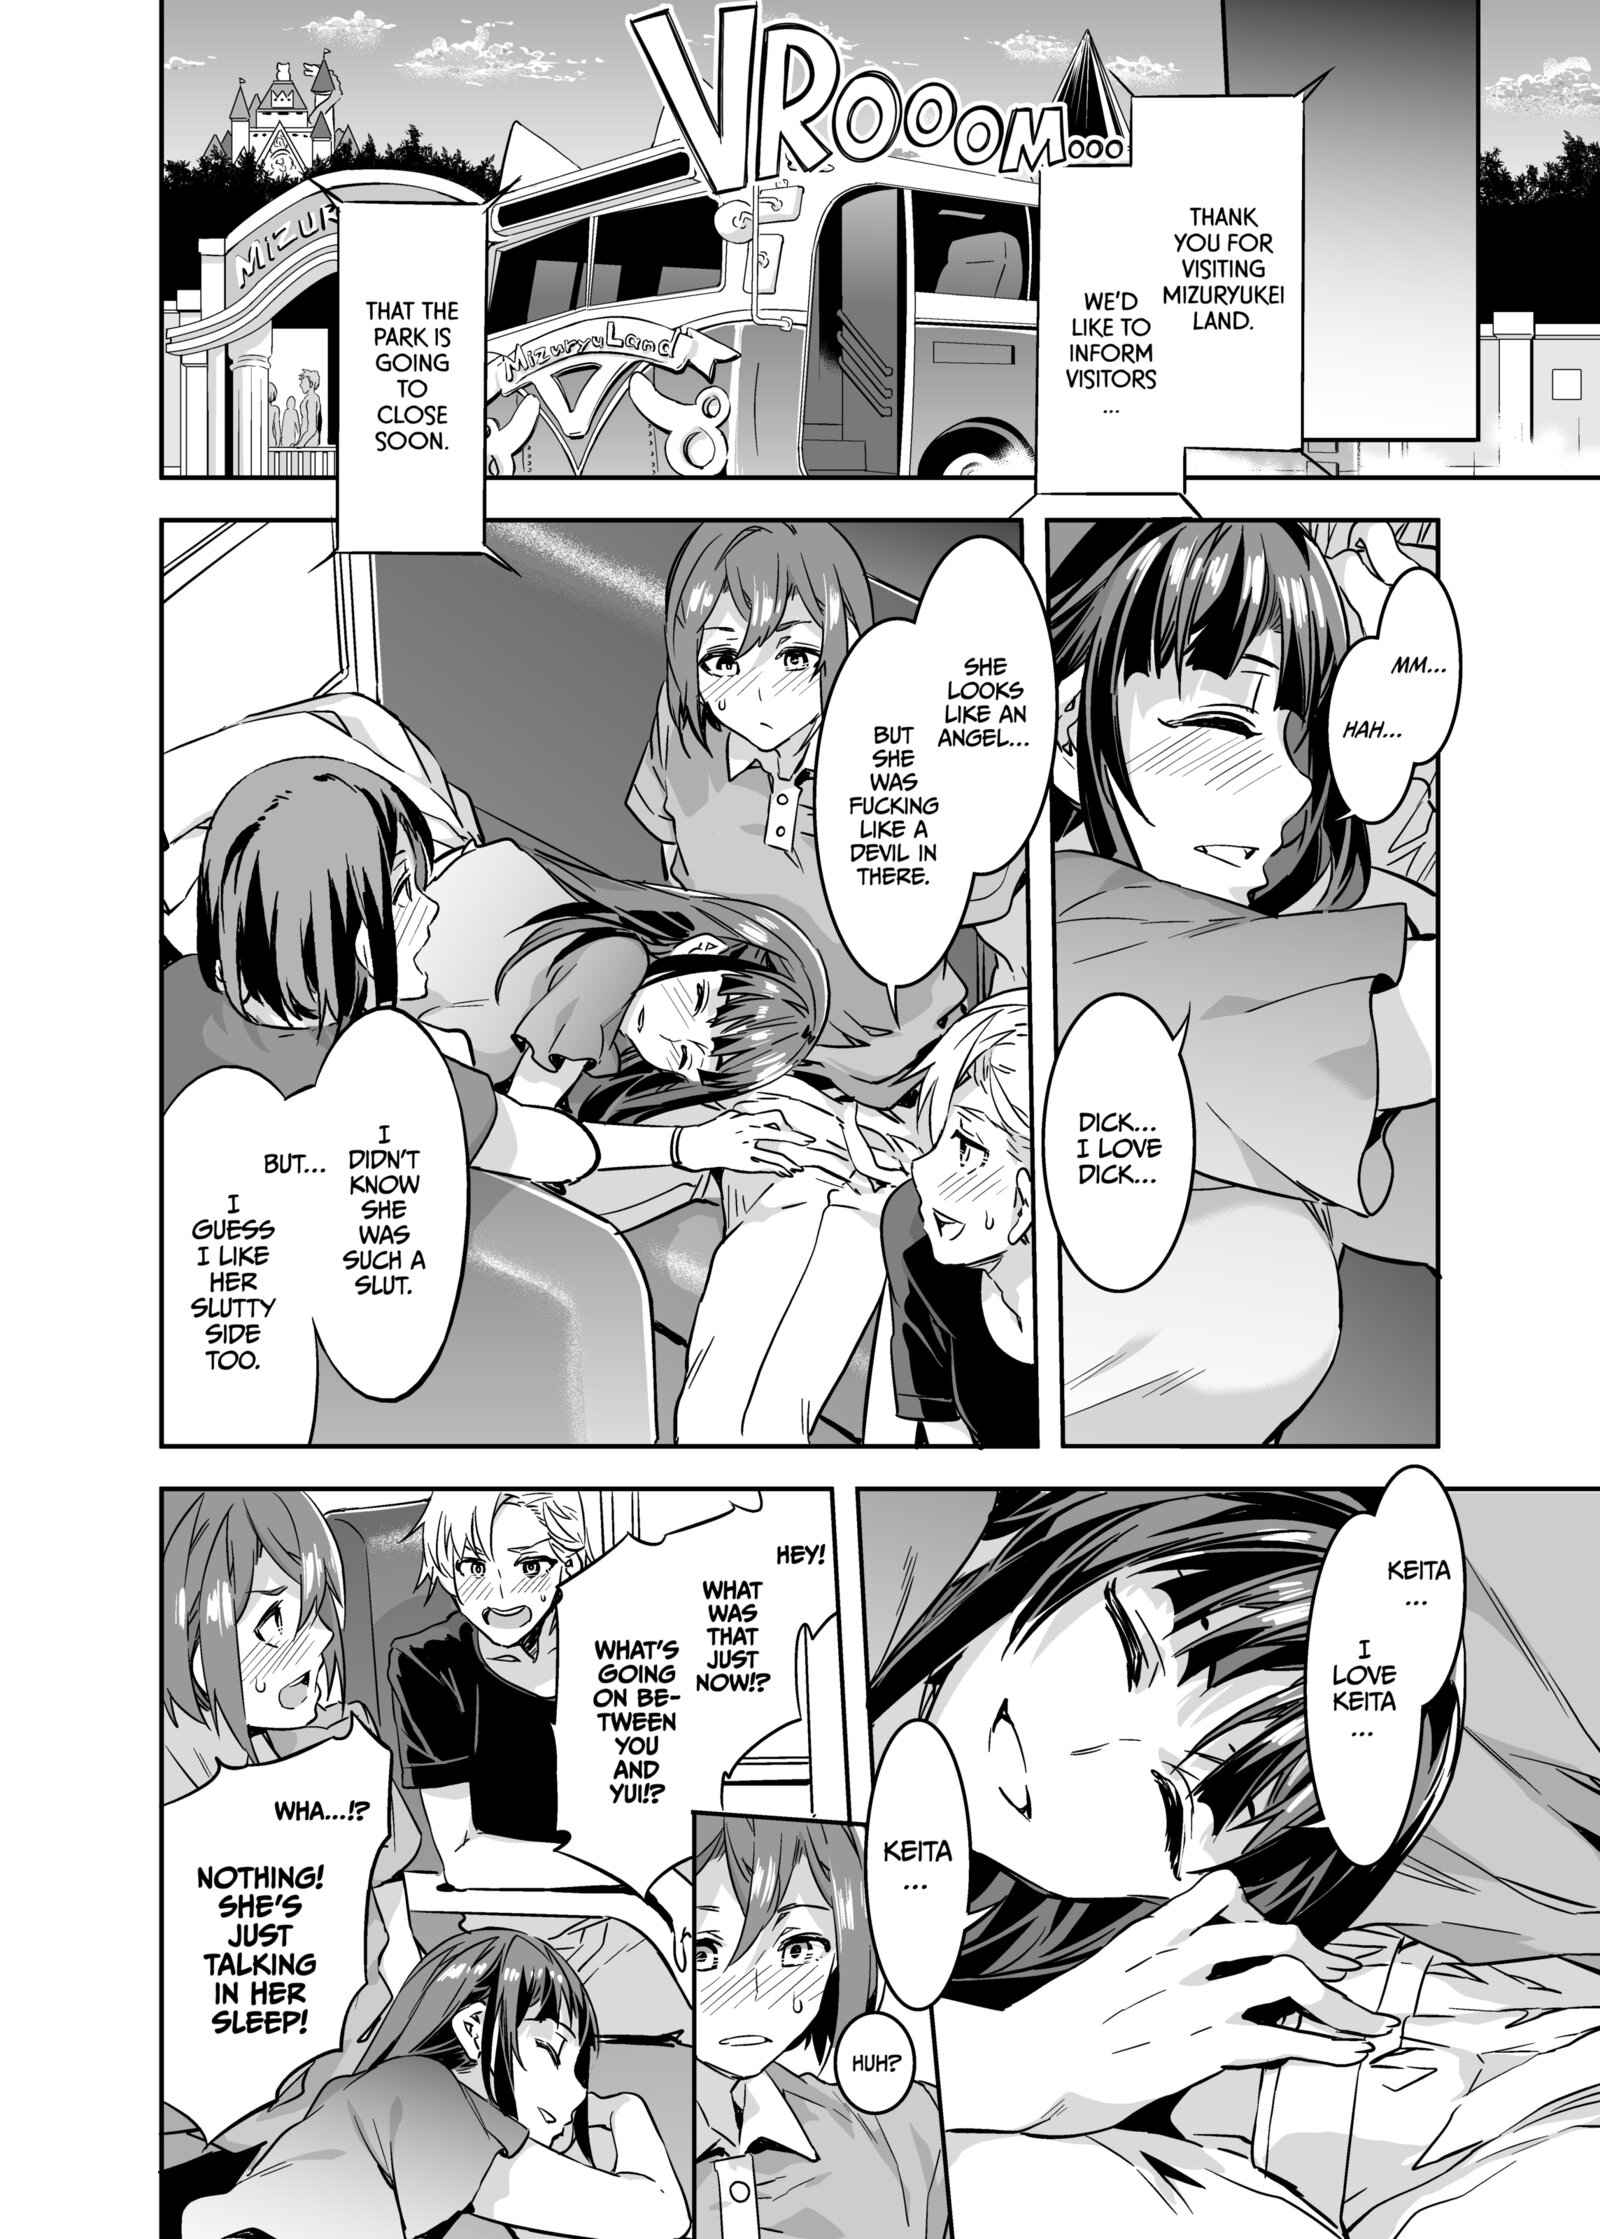 VROOOM...
THANK
YOU FOR
VISITING
MIZURYUKEI
LAND.
WE'D
LIKE TO
INFORM
VISITORS
...
THAT THE
PARK IS
GOING
TO
CLOSE
SOON.
MIZUR
MizuryuLand
MM...
HAH...
DICK...
I LOVE
DICK...
SHE
LOOKS
LIKE AN
ANGEL...
BUT
SHE
WAS
FUCKING
LIKE A
DEVIL IN
THERE.
I
DIDN'T
KNOW
SHE
WAS
SUCH A
SLUT.
BUT...
I
GUESS
I LIKE
HER
SLUTTY
SIDE
TOO.
KEITA
...
I
LOVE
KEITA
...
KEITA
...
HUH?
HEY!
WHAT
WAS
THAT
JUST
NOW!?
WHAT'S
GOING
ON BE-
TWEEN
YOU
AND
YUI!?
WHA...!?
NOTHING!
SHE'S
JUST
TALKING
IN HER
SLEEP!